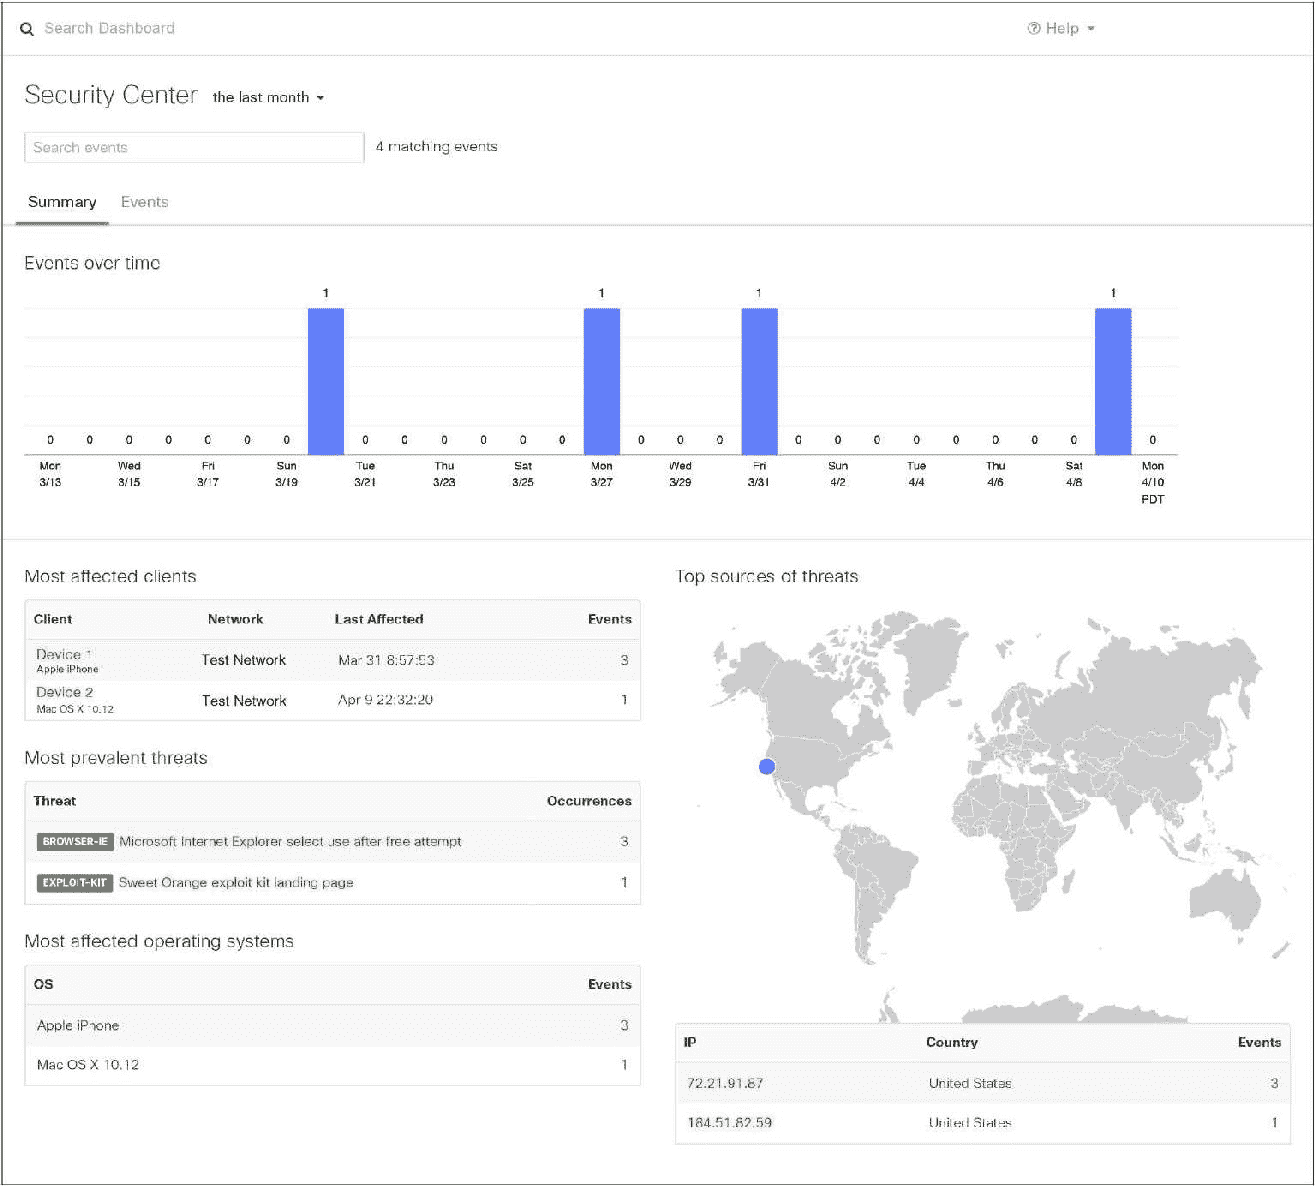 Search Dashboard
Help
Security Center the last month
Search events 4 matching events
Summary Events
Events over time
1 1 1 1
0 0 0 0 0 0 0 0 0 0 0 0 0 0 0 0 0 0 0 0 0 0 0 0 0
Mon Wed Fri Sun Tue Thu Sat Mon Wed Fri Sun Tue Thu Sat Mon
3/13 3/15 3/17 3/19 3/21 3/23 3/25 3/27 3/29 3/31 4/2 4/4 4/6 4/8 4/10
PDT
Most affected clients
Client Network Last Affected Events
Device 1 Test Network Mar 31 8:57:53 3
Apple iPhone
Device 2 Test Network Apr 9 22:32:20 1
Mac OS X 10.12
Most prevalent threats
Threat Occurrences
BROWSER-IE Microsoft Internet Explorer select use after free attempt 3
EXPLOIT-KIT Sweet Orange exploit kit landing page 1
Most affected operating systems
OS Events
Apple iPhone 3
Mac OS X 10.12 1
Top sources of threats
IP Country Events
72.21.91.87 United States 3
184.51.82.59 United States 1